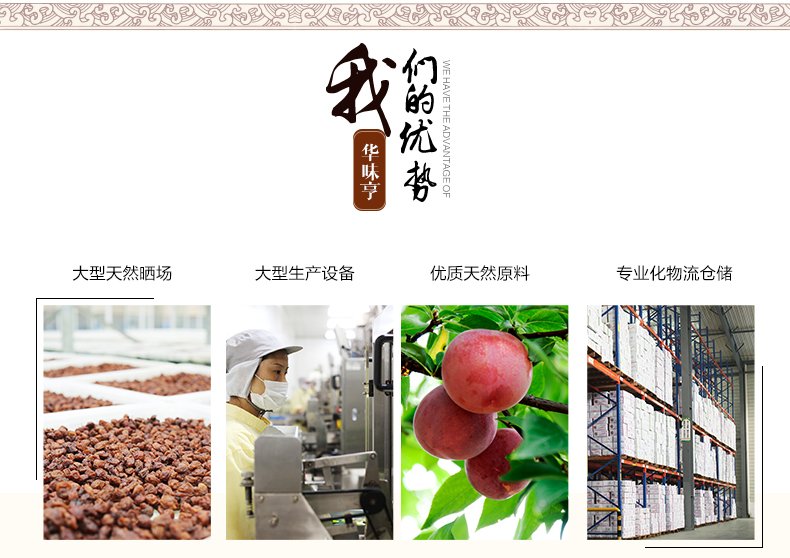 我们的优势
WE HAVE THE ADVANTAGE OF
华味亨
大型天然晒场
大型生产设备
优质天然原料
专业化物流仓储